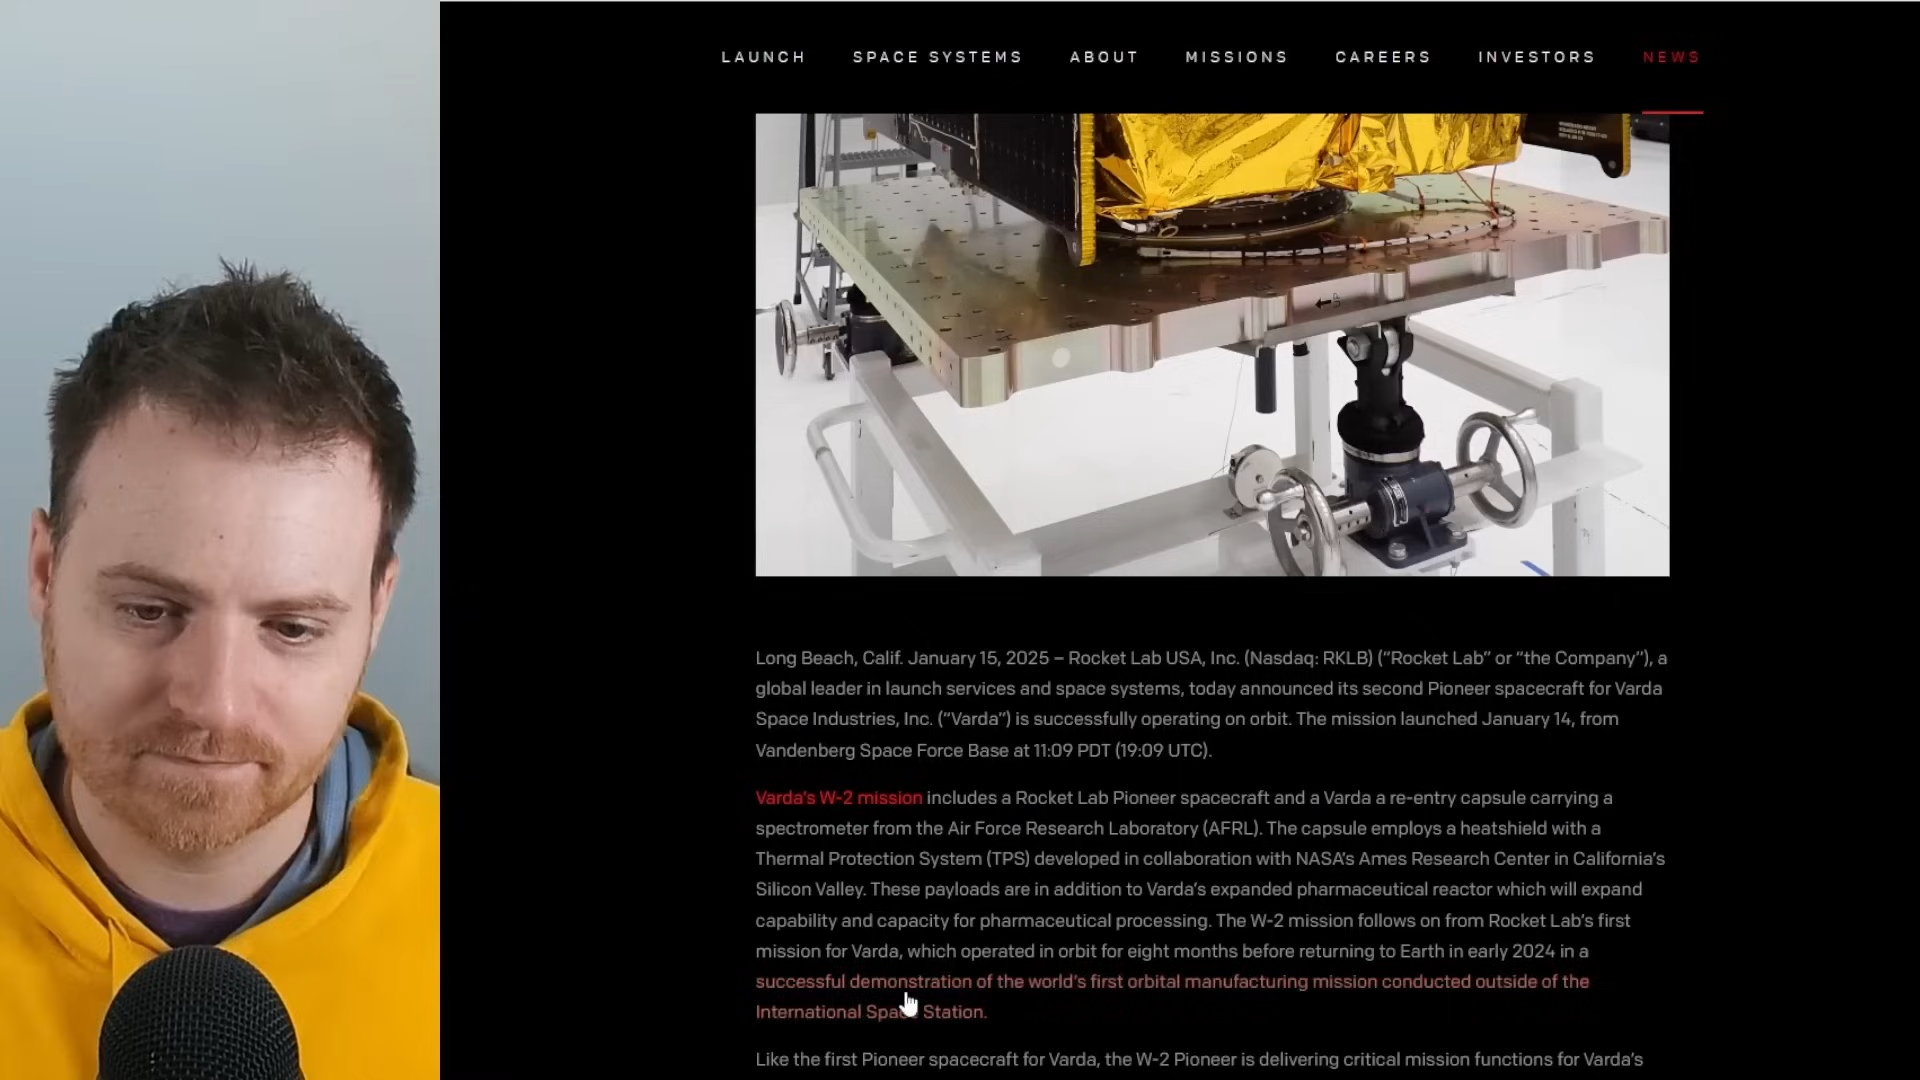 LAUNCH SPACE SYSTEMS ABOUT MISSIONS CAREERS INVESTORS NEWS
Long Beach, Calif. January 15, 2025 – Rocket Lab USA, Inc. (Nasdaq: RKLB) (“Rocket Lab” or “the Company”), a
global leader in launch services and space systems, today announced its second Pioneer spacecraft for Varda
Space Industries, Inc. (“Varda”) is successfully operating on orbit. The mission launched January 14, from
Vandenberg Space Force Base at 11:09 PDT (19:09 UTC).
Varda’s W-2 mission includes a Rocket Lab Pioneer spacecraft and a Varda a re-entry capsule carrying a
spectrometer from the Air Force Research Laboratory (AFRL). The capsule employs a heatshield with a
Thermal Protection System (TPS) developed in collaboration with NASA’s Ames Research Center in California’s
Silicon Valley. These payloads are in addition to Varda’s expanded pharmaceutical reactor which will expand
capability and capacity for pharmaceutical processing. The W-2 mission follows on from Rocket Lab’s first
mission for Varda, which operated in orbit for eight months before returning to Earth in early 2024 in a
successful demonstration of the world’s first orbital manufacturing mission conducted outside of the
International Space Station.
Like the first Pioneer spacecraft for Varda, the W-2 Pioneer is delivering critical mission functions for Varda’s